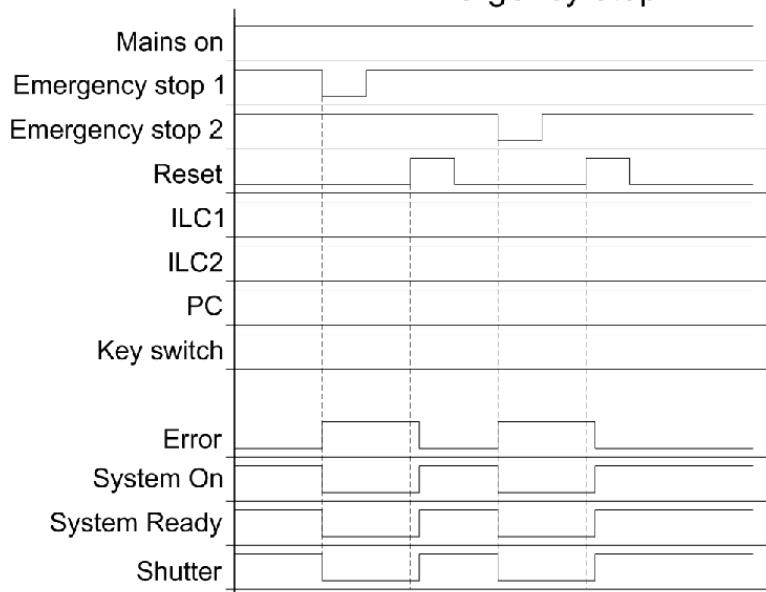 Mains on
Emergency stop 1
Emergency stop 2
Reset
ILC1
ILC2
PC
Key switch
Error
System On
System Ready
Shutter